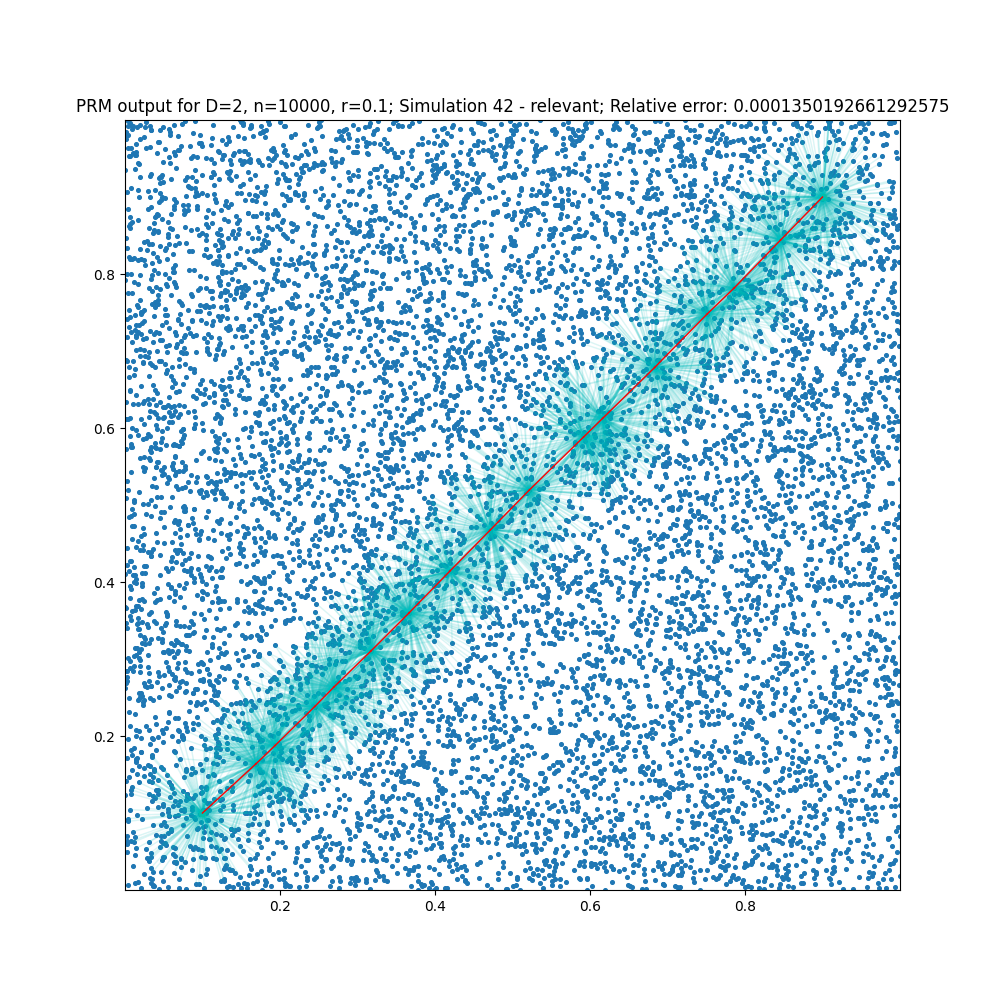 PRM output for D=2, n=10000, r=0.1; Simulation 42 - relevant; Relative error: 0.0001350192661292575
0.8
0.6
0.4
0.2
0.2 0.4 0.6 0.8